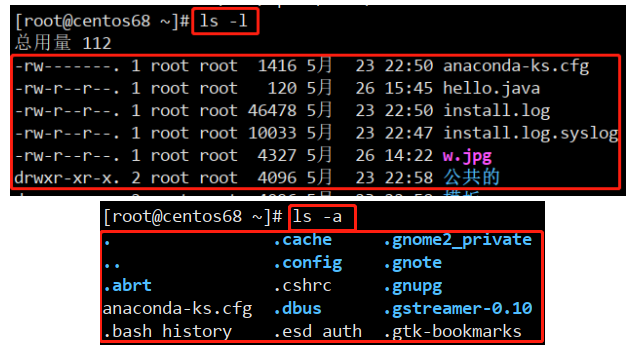 [root@centos68 ~]# ls -l
总用量 112
-rw-------. 1 root root 1416 5月 23 22:50 anaconda-ks.cfg
-rw-r--r--. 1 root root 120 5月 26 15:45 hello.java
-rw-r--r--. 1 root root 46478 5月 23 22:50 install.log
-rw-r--r--. 1 root root 10033 5月 23 22:47 install.log.syslog
-rw-r--r--. 1 root root 4327 5月 26 14:22 w.jpg
drwxr-xr-x. 2 root root 4096 5月 23 22:58 公共的
[root@centos68 ~]# ls -a
. .cache .gnome2_private
.. .config .gnote
.abrt .cshrc .gnupg
anaconda-ks.cfg .dbus .gstreamer-0.10
.bash_history .esd_auth .gtk-bookmarks